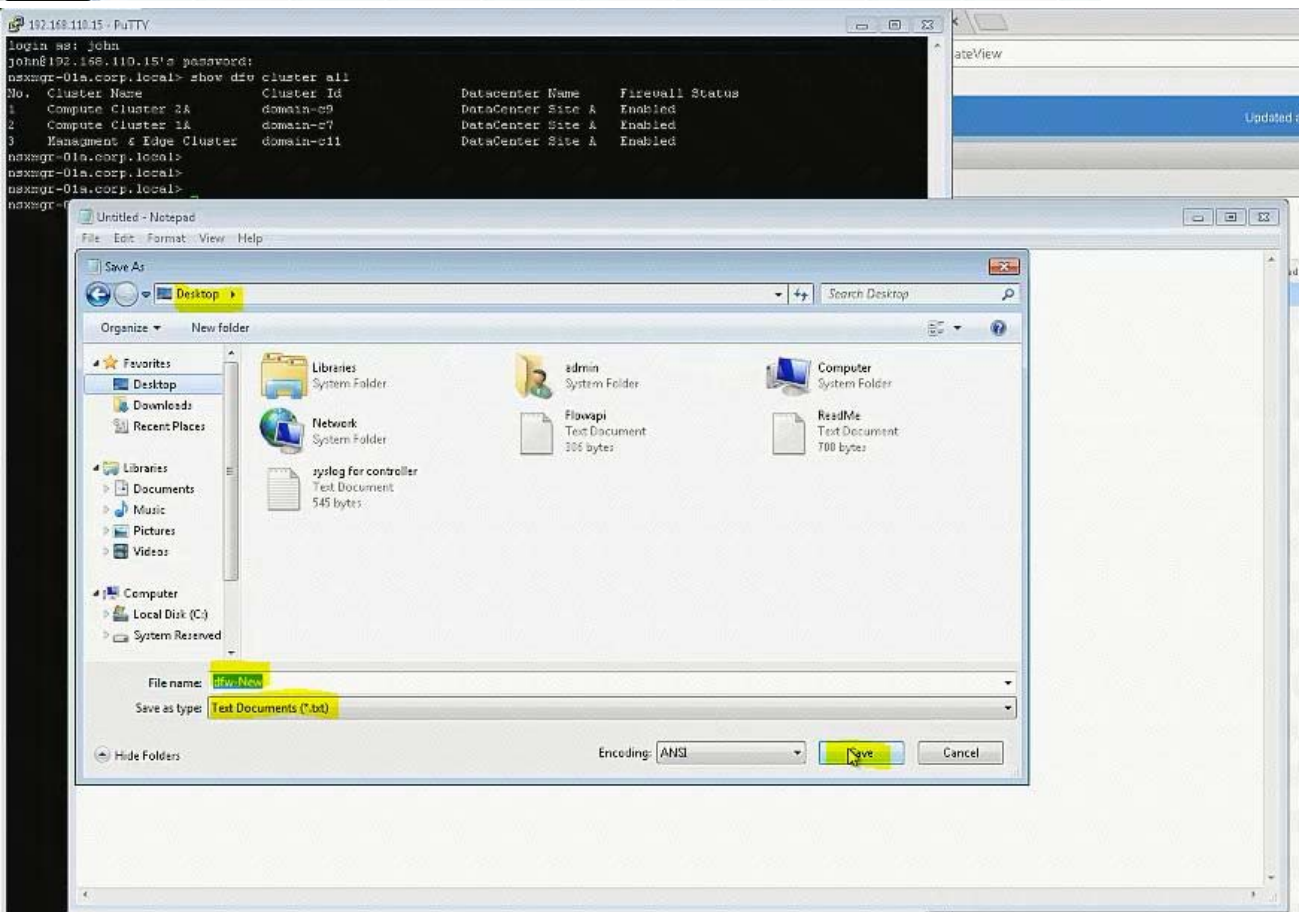 192.168.110.15 - PuTTY
login as: john
john@192.168.110.15's password:
nsxmgr-01a.corp.local> show dfw cluster all
No. Cluster Name Cluster Id Datacenter Name Firewall Status
1 Compute Cluster 2A domain-c9 DataCenter Site A Enabled
2 Compute Cluster 1A domain-c7 DataCenter Site A Enabled
3 Managment & Edge Cluster domain-c11 DataCenter Site A Enabled
nsxmgr-01a.corp.local>
nsxmgr-01a.corp.local>
nsxmgr-01a.corp.local>
nsxmgr-0
ateView
Updated a
Untitled - Notepad
File Edit Format View Help
Save As
Desktop
Search Desktop
Organize New folder
Favorites
Desktop
Downloads
Recent Places
Libraries
Documents
Music
Pictures
Videos
Computer
Local Disk (C:)
System Reserved
Libraries
System Folder
admin
System Folder
Computer
System Folder
Network
System Folder
Flowapi
Text Document
386 bytes
ReadMe
Text Document
708 bytes
syslog for controller
Text Document
545 bytes
File name: dfw-New
Save as type: Text Documents (*.txt)
Hide Folders
Encoding: ANSI
Save
Cancel